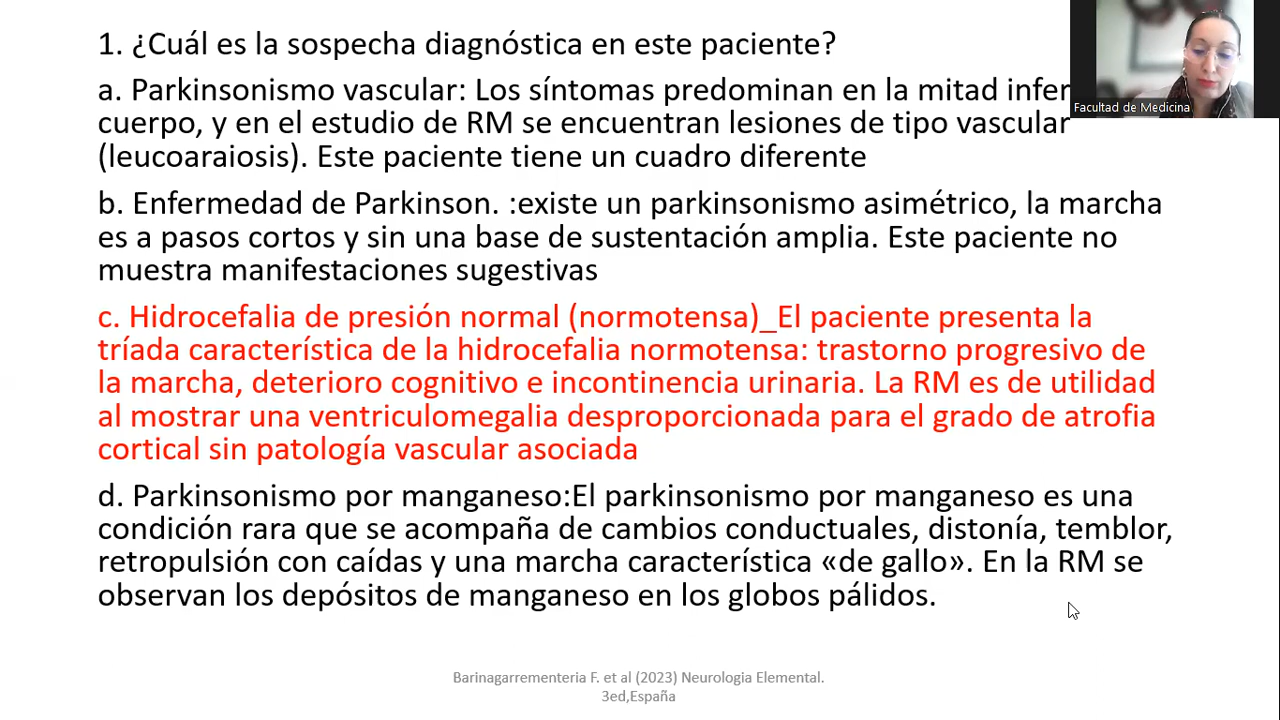 1. ¿Cuál es la sospecha diagnóstica en este paciente?
a. Parkinsonismo vascular: Los síntomas predominan en la mitad infer
cuerpo, y en el estudio de RM se encuentran lesiones de tipo vascular
(leucoaraiosis). Este paciente tiene un cuadro diferente
b. Enfermedad de Parkinson. :existe un parkinsonismo asimétrico, la marcha
es a pasos cortos y sin una base de sustentación amplia. Este paciente no
muestra manifestaciones sugestivas
c. Hidrocefalia de presión normal (normotensa)_El paciente presenta la
tríada característica de la hidrocefalia normotensa: trastorno progresivo de
la marcha, deterioro cognitivo e incontinencia urinaria. La RM es de utilidad
al mostrar una ventriculomegalia desproporcionada para el grado de atrofia
cortical sin patología vascular asociada
d. Parkinsonismo por manganeso:El parkinsonismo por manganeso es una
condición rara que se acompaña de cambios conductuales, distonía, temblor,
retropulsión con caídas y una marcha característica «de gallo». En la RM se
observan los depósitos de manganeso en los globos pálidos.
Barinagarrementeria F. et al (2023) Neurologia Elemental.
3ed,España
Facultad de Medicina